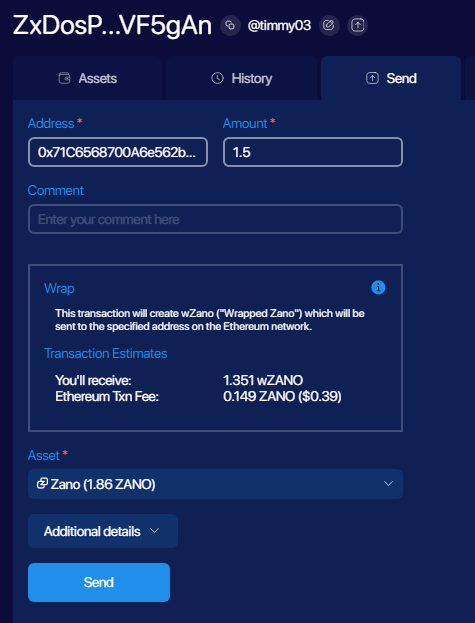 ZxDosP...VF5gAn @timmy03
Assets History Send
Address * Amount *
0x71C6568700A6e562b... 1.5
Comment
Enter your comment here
Wrap
This transaction will create wZano ("Wrapped Zano") which will be
sent to the specified address on the Ethereum network.
Transaction Estimates
You'll receive: 1.351 wZANO
Ethereum Txn Fee: 0.149 ZANO ($0.39)
Asset *
Zano (1.86 ZANO)
Additional details
Send